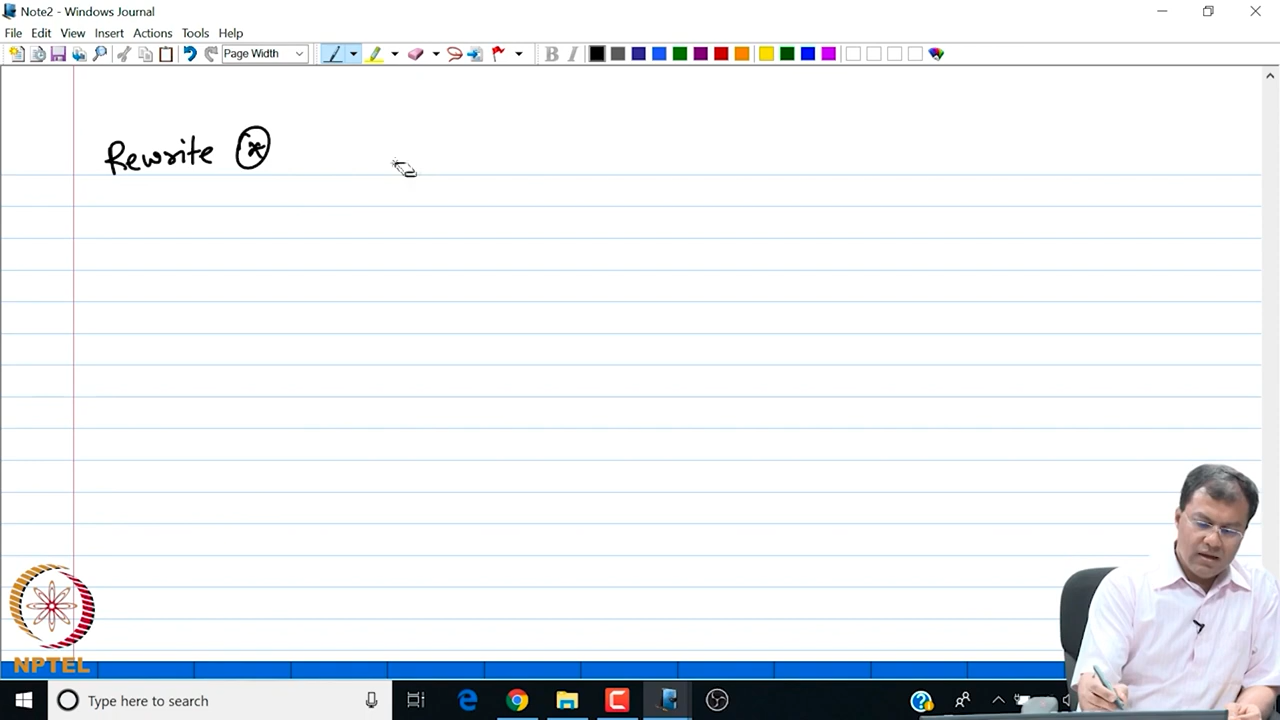 Note2 - Windows Journal
File Edit View Insert Actions Tools Help
Page Width
B I
Rewrite *
NPTEL
Type here to search